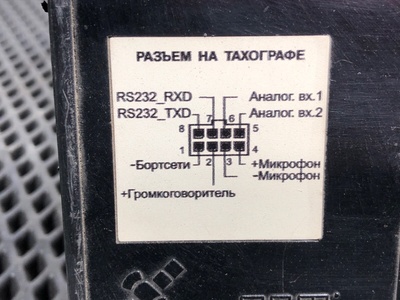 РАЗЪЕМ НА ТАХОГРАФЕ
RS232_RXD Аналог. вх.1
RS232_TXD Аналог. вх.2
8 7 6 5
1 2 3 4
-Бортсети +Микрофон
-Микрофон
+Громкоговоритель